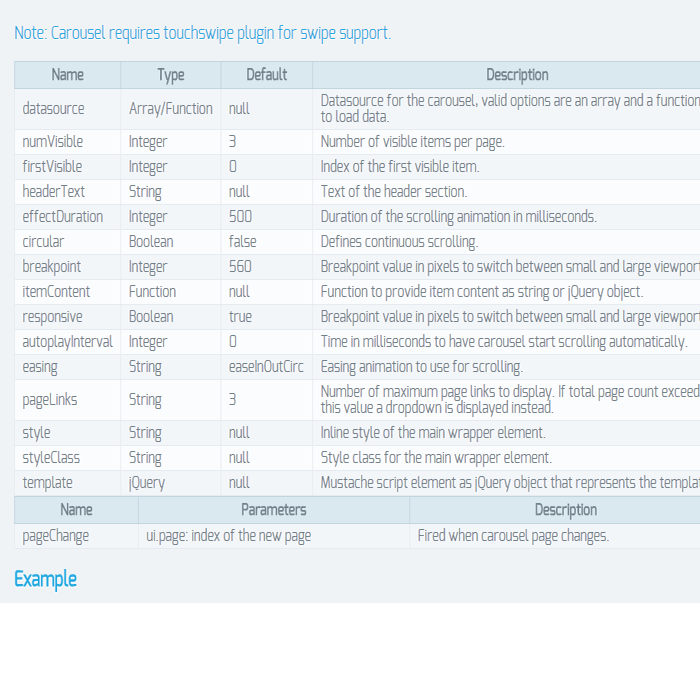 Note: Carousel requires touchswipe plugin for swipe support.
Name Type Default Description
datasource Array/Function null Datasource for the carousel, valid options are an array and a function
to load data.
numVisible Integer 3 Number of visible items per page.
firstVisible Integer 0 Index of the first visible item.
headerText String null Text of the header section.
effectDuration Integer 500 Duration of the scrolling animation in milliseconds.
circular Boolean false Defines continuous scrolling.
breakpoint Integer 560 Breakpoint value in pixels to switch between small and large viewport
itemContent Function null Function to provide item content as string or jQuery object.
responsive Boolean true Breakpoint value in pixels to switch between small and large viewport
autoplayInterval Integer 0 Time in milliseconds to have carousel start scrolling automatically.
easing String easeInOutCirc Easing animation to use for scrolling.
pageLinks String 3 Number of maximum page links to display. If total page count exceed
this value a dropdown is displayed instead.
style String null Inline style of the main wrapper element.
styleClass String null Style class for the main wrapper element.
template jQuery null Mustache script element as jQuery object that represents the templat
Name Parameters Description
pageChange ui.page: index of the new page Fired when carousel page changes.
Example